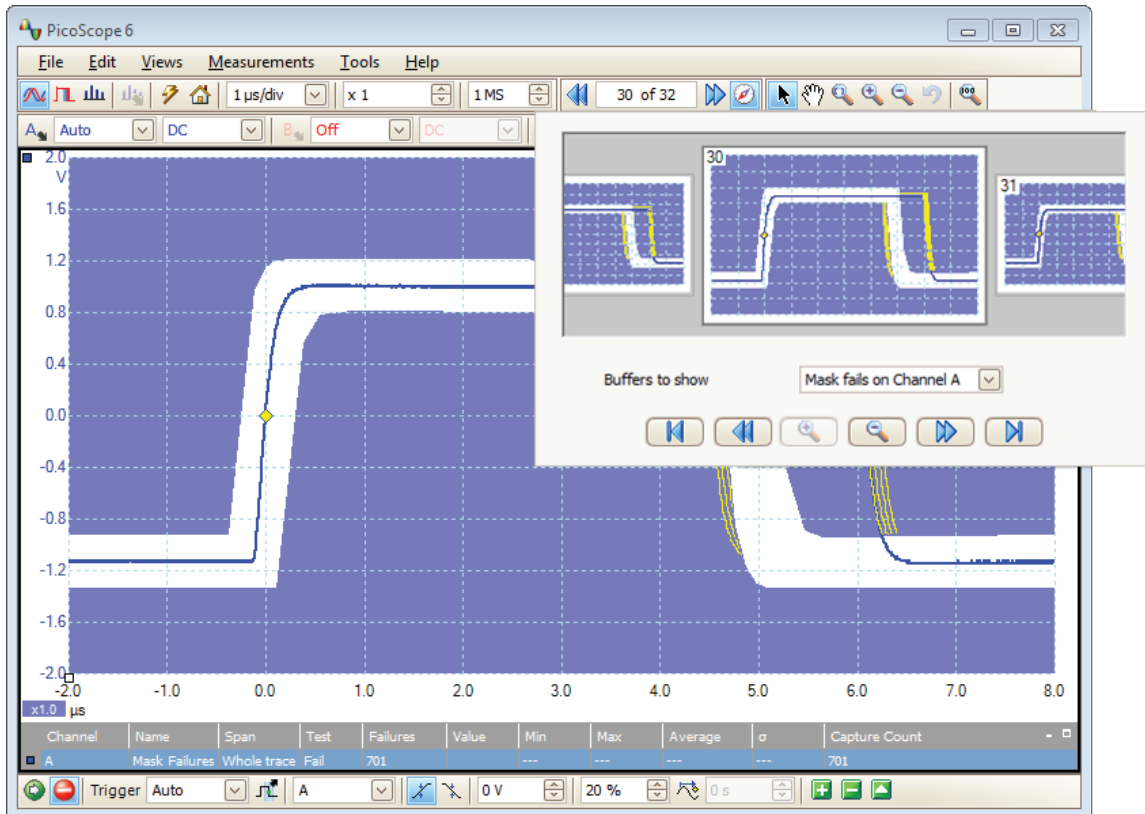 PicoScope 6
File Edit Views Measurements Tools Help
1 µs/div x 1 1 MS 30 of 32
A Auto DC B Off DC
30
31
Buffers to show Mask fails on Channel A
2.0
V
1.6
1.2
0.8
0.4
0.0
-0.4
-0.8
-1.2
-1.6
-2.0
-2.0 -1.0 0.0 1.0 2.0 3.0 4.0 5.0 6.0 7.0 8.0
x1.0 µs
Channel Name Span Test Failures Value Min Max Average σ Capture Count
A Mask Failures Whole trace Fail 701 --- --- --- --- 701
Trigger Auto A 0 V 20 % 0 s